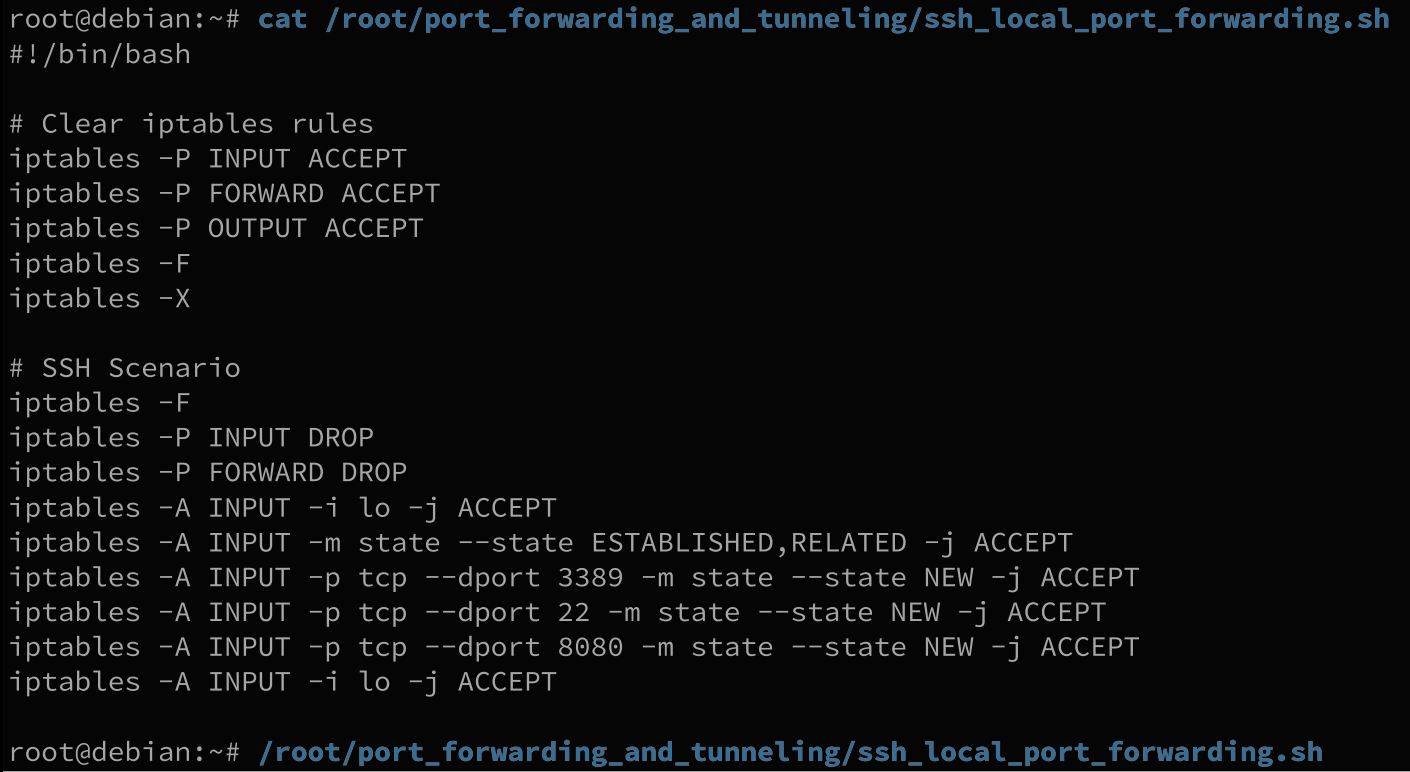 root@debian:~# cat /root/port_forwarding_and_tunneling/ssh_local_port_forwarding.sh
#!/bin/bash
# Clear iptables rules
iptables -P INPUT ACCEPT
iptables -P FORWARD ACCEPT
iptables -P OUTPUT ACCEPT
iptables -F
iptables -X
# SSH Scenario
iptables -F
iptables -P INPUT DROP
iptables -P FORWARD DROP
iptables -A INPUT -i lo -j ACCEPT
iptables -A INPUT -m state --state ESTABLISHED,RELATED -j ACCEPT
iptables -A INPUT -p tcp --dport 3389 -m state --state NEW -j ACCEPT
iptables -A INPUT -p tcp --dport 22 -m state --state NEW -j ACCEPT
iptables -A INPUT -p tcp --dport 8080 -m state --state NEW -j ACCEPT
iptables -A INPUT -i lo -j ACCEPT
root@debian:~# /root/port_forwarding_and_tunneling/ssh_local_port_forwarding.sh